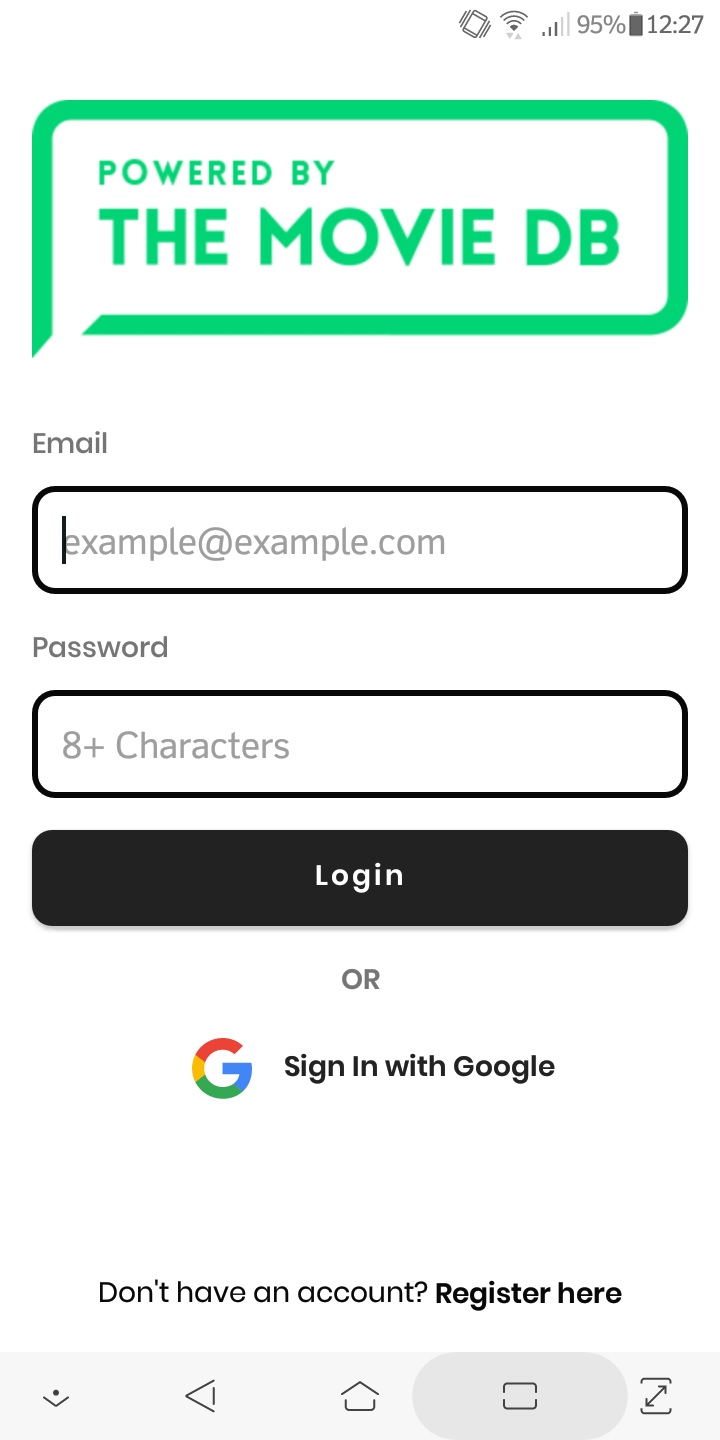 95% 12:27
POWERED BY
THE MOVIE DB
Email
example@example.com
Password
8+ Characters
Login
OR
Sign In with Google
Don't have an account? Register here